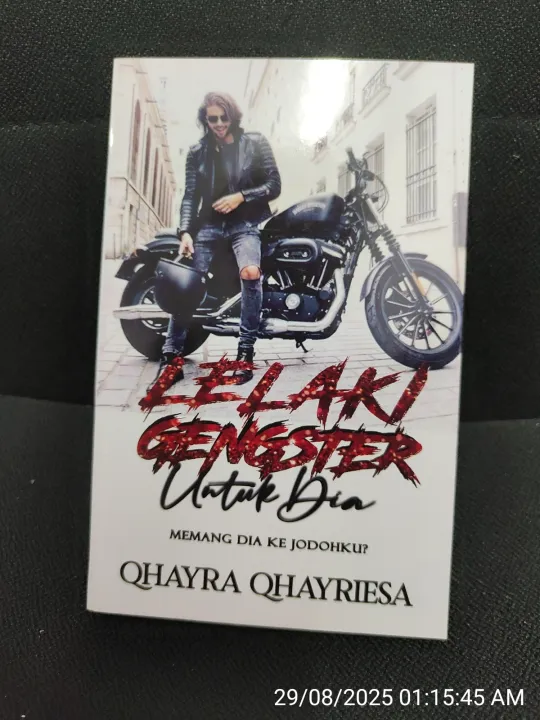 LELAKI
GENGSTER
Untuk Dia
MEMANG DIA KE JODOHKU?
QHAYRA QHAYRIESA
29/08/2025 01:15:45 AM